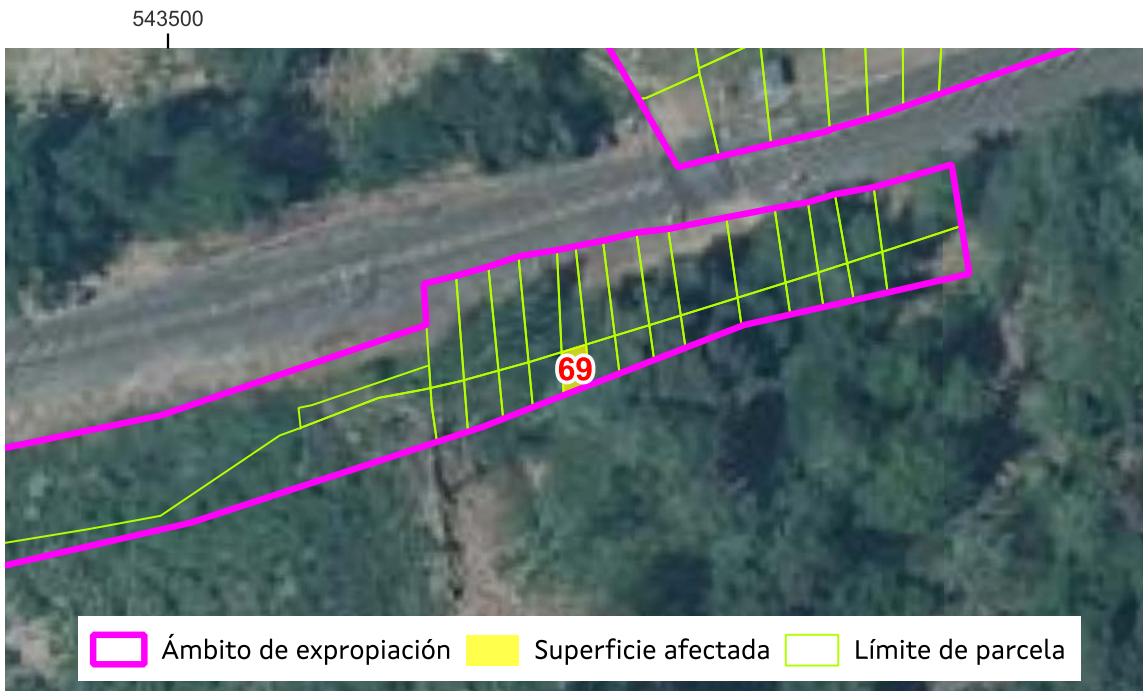 543500
69
Ámbito de expropiación Superficie afectada Límite de parcela